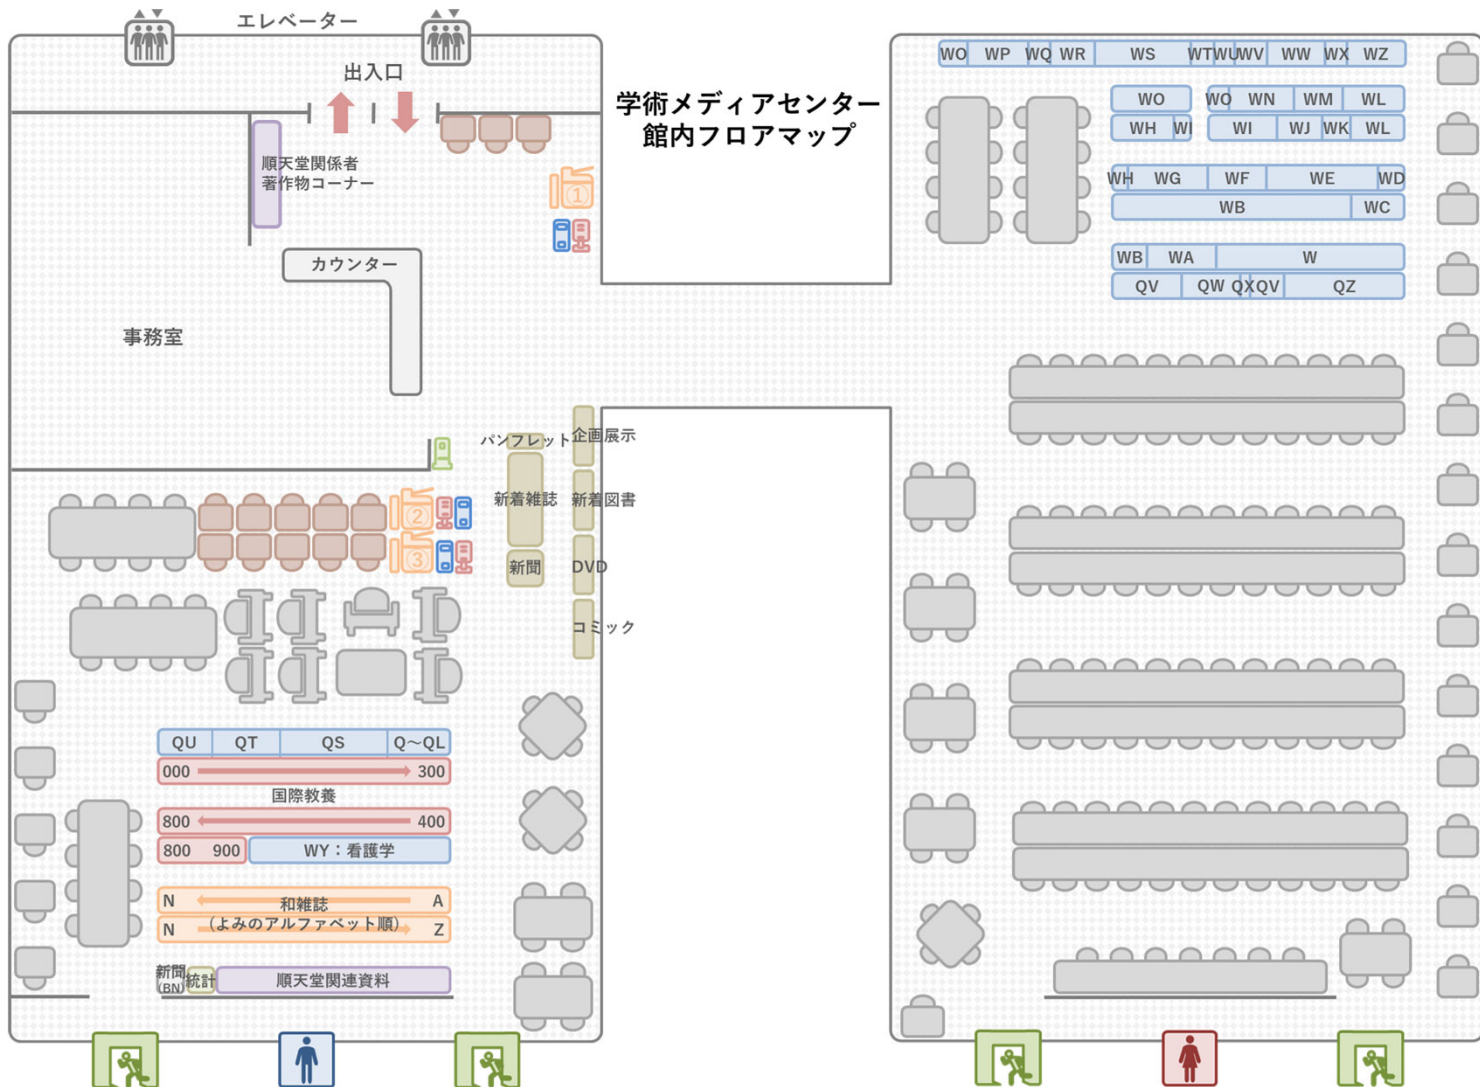 エレベーター
出入口
学術メディアセンター
館内フロアマップ
順天堂関係者
著作物コーナー
①
カウンター
事務室
パンフレット
企画展示
新着雑誌
新着図書
新聞
DVD
コミック
②
③
QU QT QS Q～QL
000 300
国際教養
800 400
800 900 WY：看護学
N 和雑誌 A
N (よみのアルファベット順) Z
新聞
(BN)
統計
順天堂関連資料
WO WP WQ WR WS WT WU WV WW WX WZ
WO WO WN WM WL
WH WI WI WJ WK WL
WH WG WF WE WD
WB WC
WB WA W
QV QW QX QV QZ